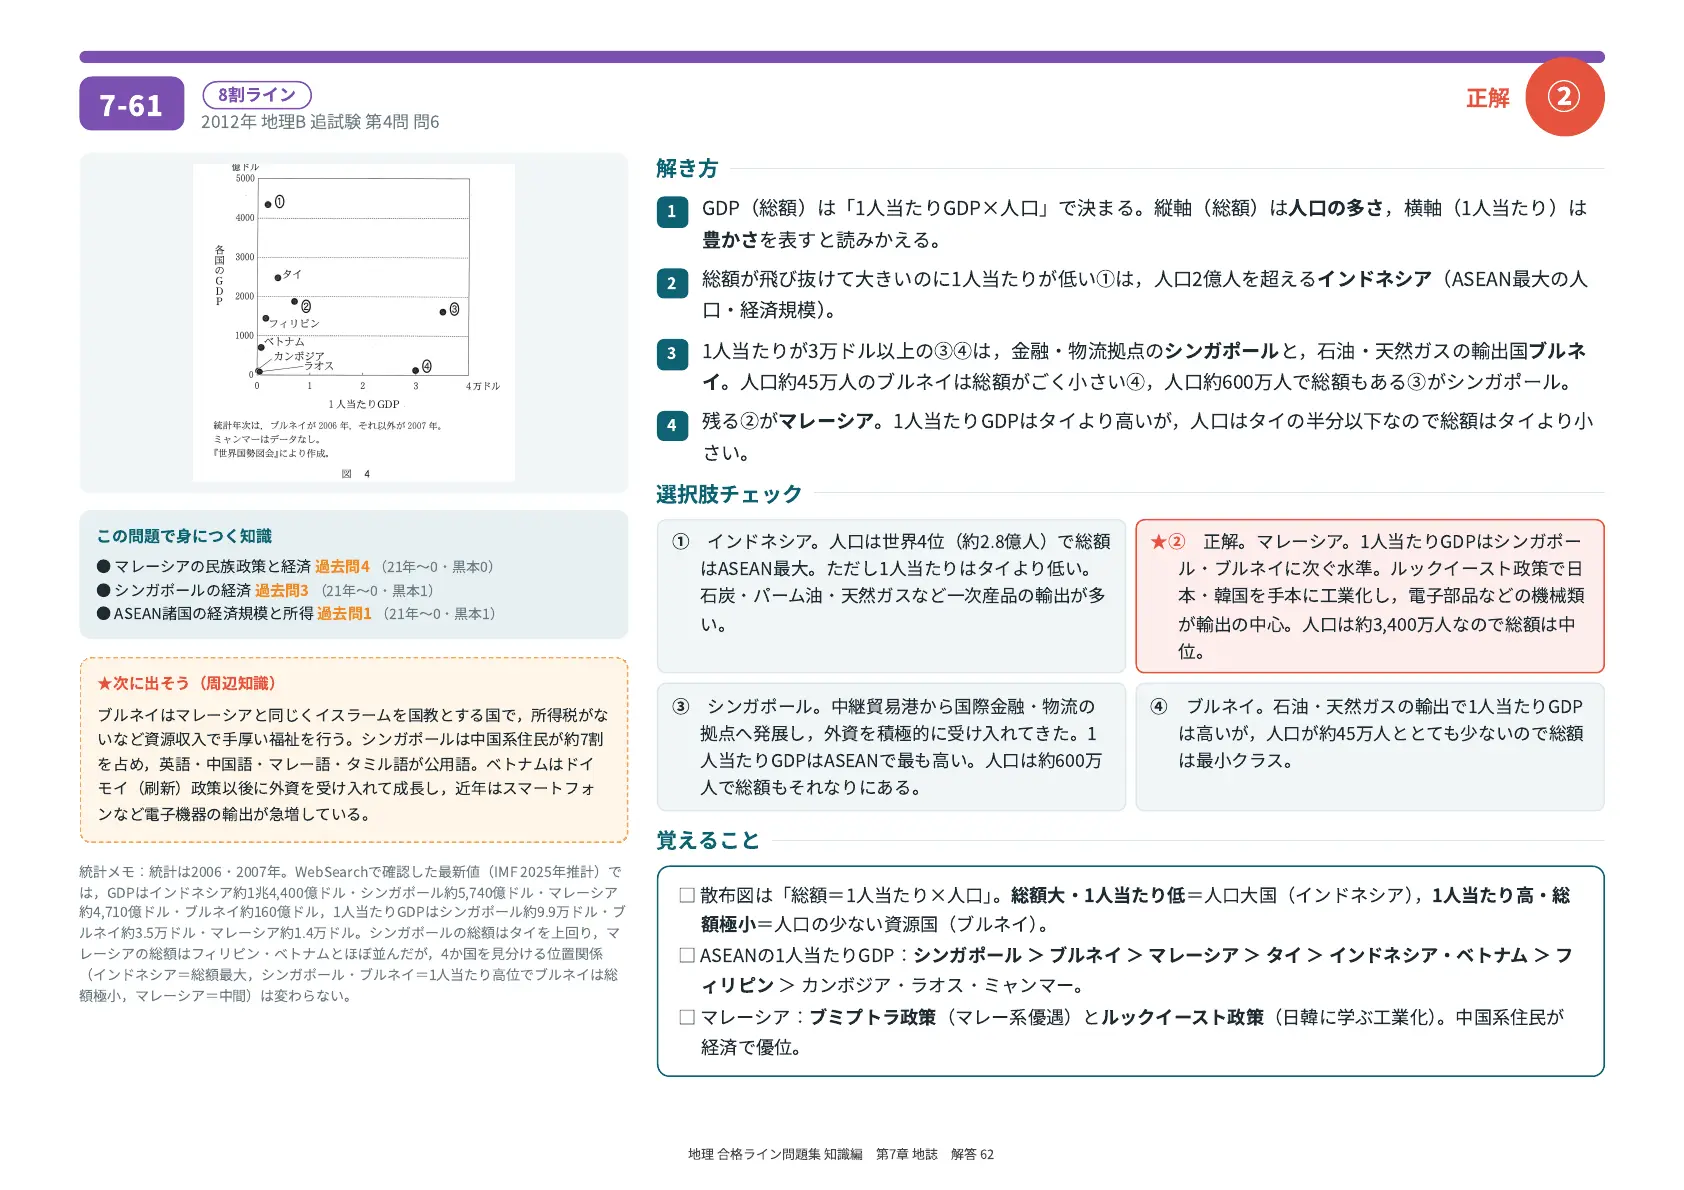 7-61
8割ライン
2012年 地理B 追試験 第4問 問6
正解 ②
億ドル
5000
4000
3000
2000
1000
0
各国のGDP
①
タイ
②
③
フィリピン
ベトナム
カンボジア
ラオス
④
0 1 2 3 4万ドル
1人当たりGDP
統計年次は，ブルネイが2006年，それ以外が2007年。
ミャンマーはデータなし。
『世界国勢図会』により作成。
図 4
この問題で身につく知識
● マレーシアの民族政策と経済 過去問4 （21年〜0・黒本0）
● シンガポールの経済 過去問3 （21年〜0・黒本1）
● ASEAN諸国の経済規模と所得 過去問1 （21年〜0・黒本1）
★次に出そう（周辺知識）
ブルネイはマレーシアと同じくイスラームを国教とする国で，所得税がな
いなど資源収入で手厚い福祉を行う。シンガポールは中国系住民が約7割
を占め，英語・中国語・マレー語・タミル語が公用語。ベトナムはドイ
モイ（刷新）政策以後に外資を受け入れて成長し，近年はスマートフォ
ンなど電子機器の輸出が急増している。
統計メモ：統計は2006・2007年。WebSearchで確認した最新値（IMF 2025年推計）で
は，GDPはインドネシア約1兆4,400億ドル・シンガポール約5,740億ドル・マレーシア
約4,710億ドル・ブルネイ約160億ドル，1人当たりGDPはシンガポール約9.9万ドル・ブ
ルネイ約3.5万ドル・マレーシア約1.4万ドル。シンガポールの総額はタイを上回り，マ
レーシアの総額はフィリピン・ベトナムとほぼ並んだが，4か国を見分ける位置関係
（インドネシア＝総額最大，シンガポール・ブルネイ＝1人当たり高位でブルネイは総
額極小，マレーシア＝中間）は変わらない。
解き方
1 GDP（総額）は「1人当たりGDP×人口」で決まる。縦軸（総額）は人口の多さ，横軸（1人当たり）は
豊かさを表すと読みかえる。
2 総額が飛び抜けて大きいのに1人当たりが低い①は，人口2億人を超えるインドネシア（ASEAN最大の人
口・経済規模）。
3 1人当たりが3万ドル以上の③④は，金融・物流拠点のシンガポールと，石油・天然ガスの輸出国ブルネ
イ。人口約45万人のブルネイは総額がごく小さい④，人口約600万人で総額もある③がシンガポール。
4 残る②がマレーシア。1人当たりGDPはタイより高いが，人口はタイの半分以下なので総額はタイより小
さい。
選択肢チェック
① インドネシア。人口は世界4位（約2.8億人）で総額
はASEAN最大。ただし1人当たりはタイより低い。
石炭・パーム油・天然ガスなど一次産品の輸出が多
い。
★② 正解。マレーシア。1人当たりGDPはシンガポー
ル・ブルネイに次ぐ水準。ルックイースト政策で日
本・韓国を手本に工業化し，電子部品などの機械類
が輸出の中心。人口は約3,400万人なので総額は中
位。
③ シンガポール。中継貿易港から国際金融・物流の
拠点へ発展し，外資を積極的に受け入れてきた。1
人当たりGDPはASEANで最も高い。人口は約600万
人で総額もそれなりにある。
④ ブルネイ。石油・天然ガスの輸出で1人当たりGDP
は高いが，人口が約45万人ととても少ないので総額
は最小クラス。
覚えること
□ 散布図は「総額＝1人当たり×人口」。総額大・1人当たり低＝人口大国（インドネシア），1人当たり高・総
額極小＝人口の少ない資源国（ブルネイ）。
□ ASEANの1人当たりGDP：シンガポール ＞ ブルネイ ＞ マレーシア ＞ タイ ＞ インドネシア・ベトナム ＞ フ
ィリピン ＞ カンボジア・ラオス・ミャンマー。
□ マレーシア：ブミプトラ政策（マレー系優遇）とルックイースト政策（日韓に学ぶ工業化）。中国系住民が
経済で優位。
地理 合格ライン問題集 知識編 第7章 地誌 解答 62